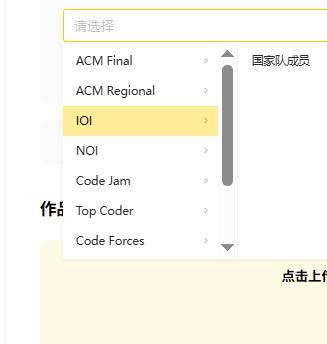 请选择
ACM Final
国家队成员
ACM Regional
IOI
NOI
Code Jam
Top Coder
Code Forces
作品
点击上传